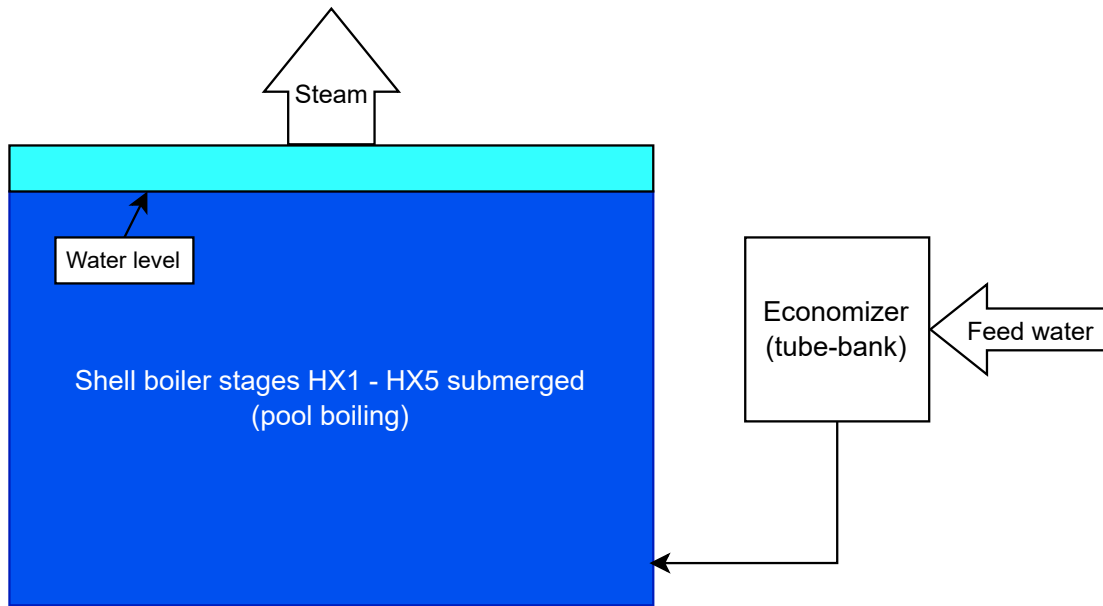 Steam
Water level
Economizer
(tube-bank)
Feed water
Shell boiler stages HX1 - HX5 submerged
(pool boiling)